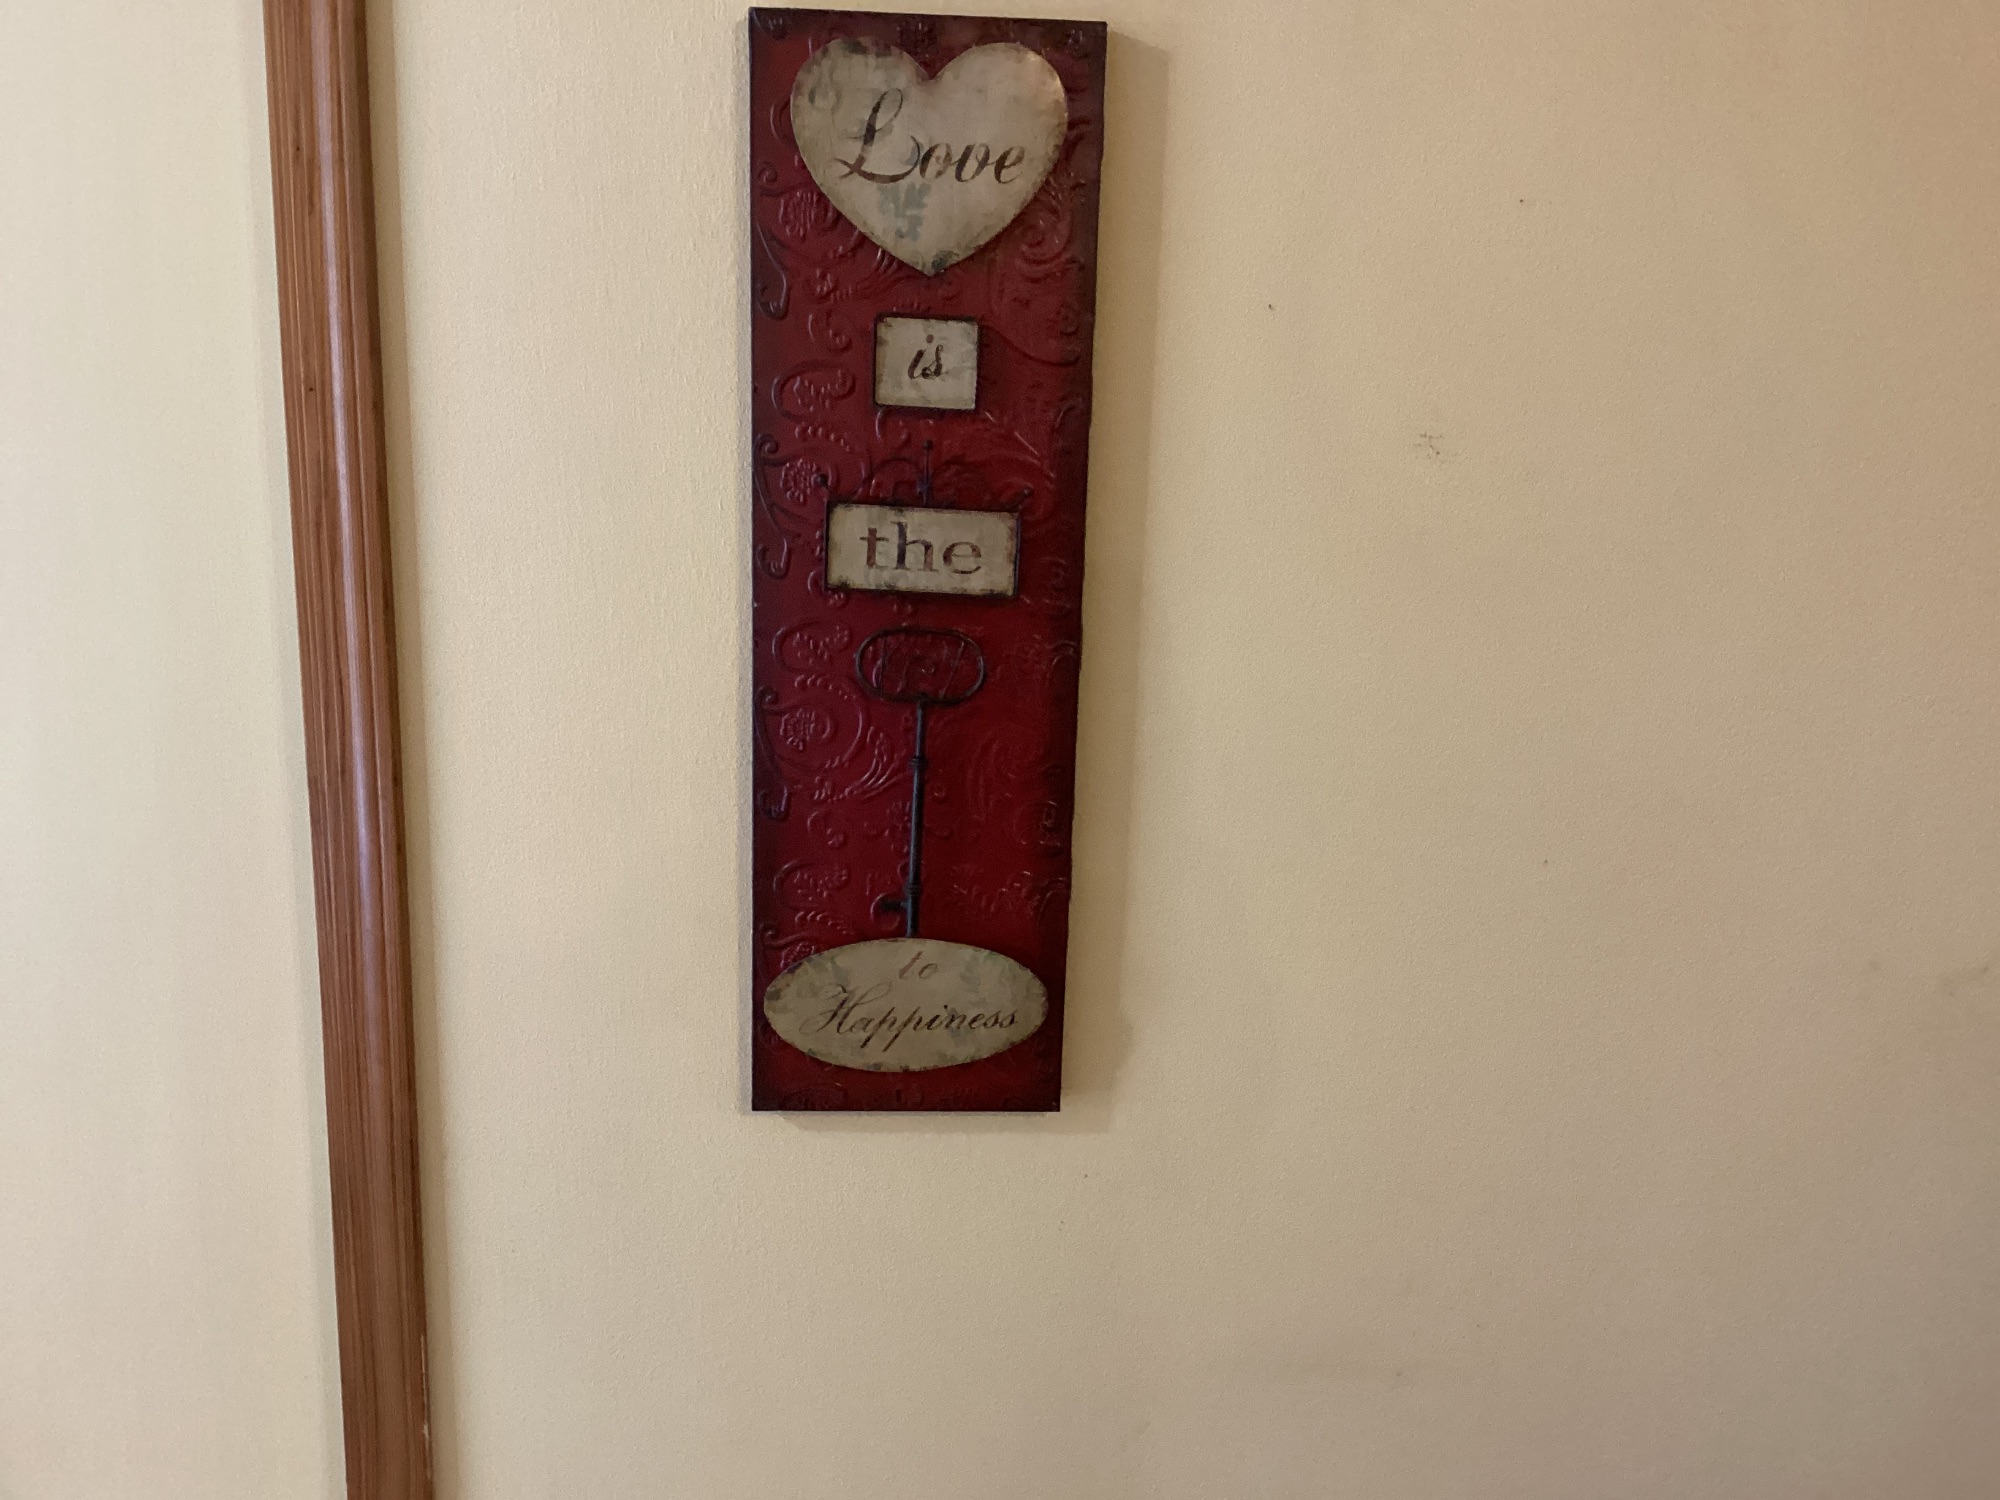 Love
is
the
to
Happiness